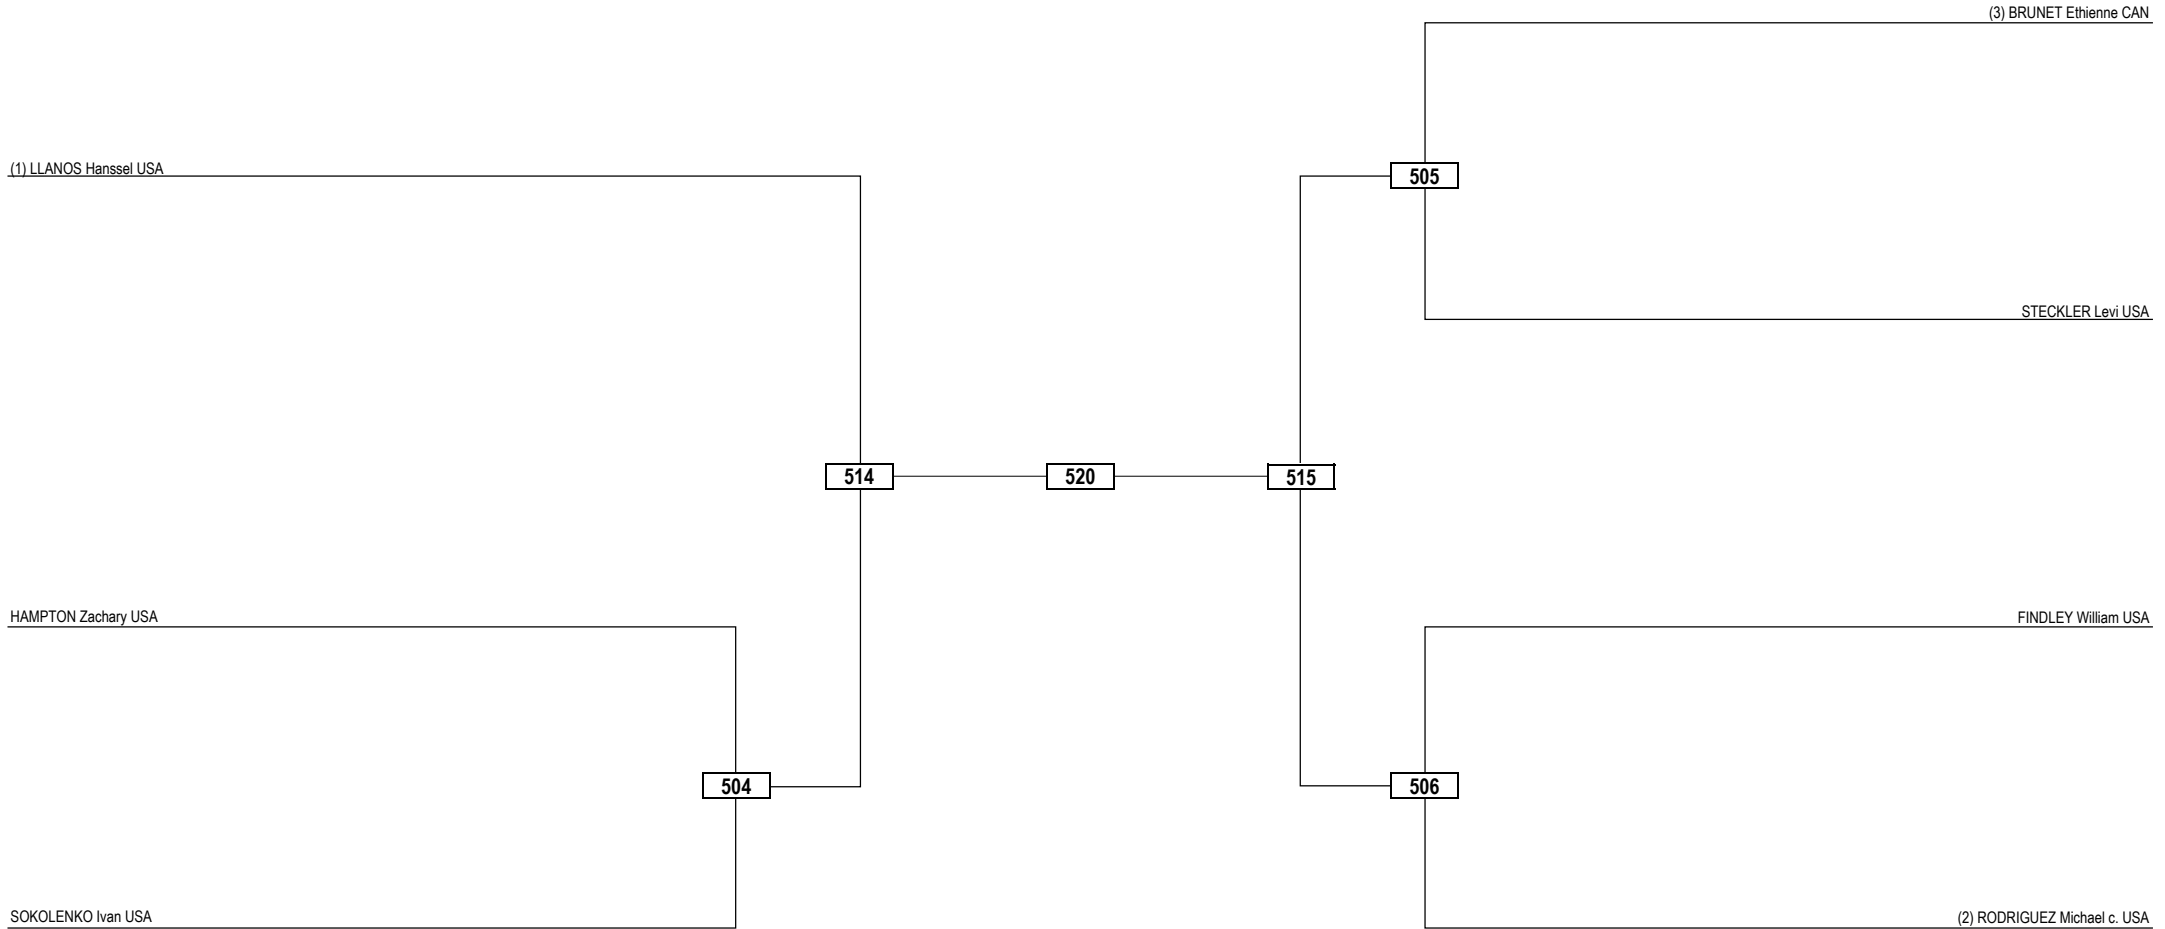 (3) BRUNET Ethienne CAN
(1) LLANOS Hanssel USA
505
STECKLER Levi USA
514
520
515
HAMPTON Zachary USA
FINDLEY William USA
504
506
SOKOLENKO Ivan USA
(2) RODRIGUEZ Michael c. USA